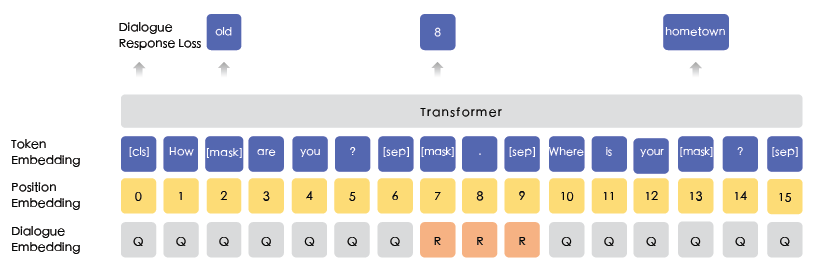 Dialogue
Response Loss
old 8 hometown
Transformer
Token
Embedding
[cls] How [mask] are you ? [sep] [mask] . [sep] Where is your [mask] ? [sep]
Position
Embedding
0 1 2 3 4 5 6 7 8 9 10 11 12 13 14 15
Dialogue
Embedding
Q Q Q Q Q Q Q R R R Q Q Q Q Q Q